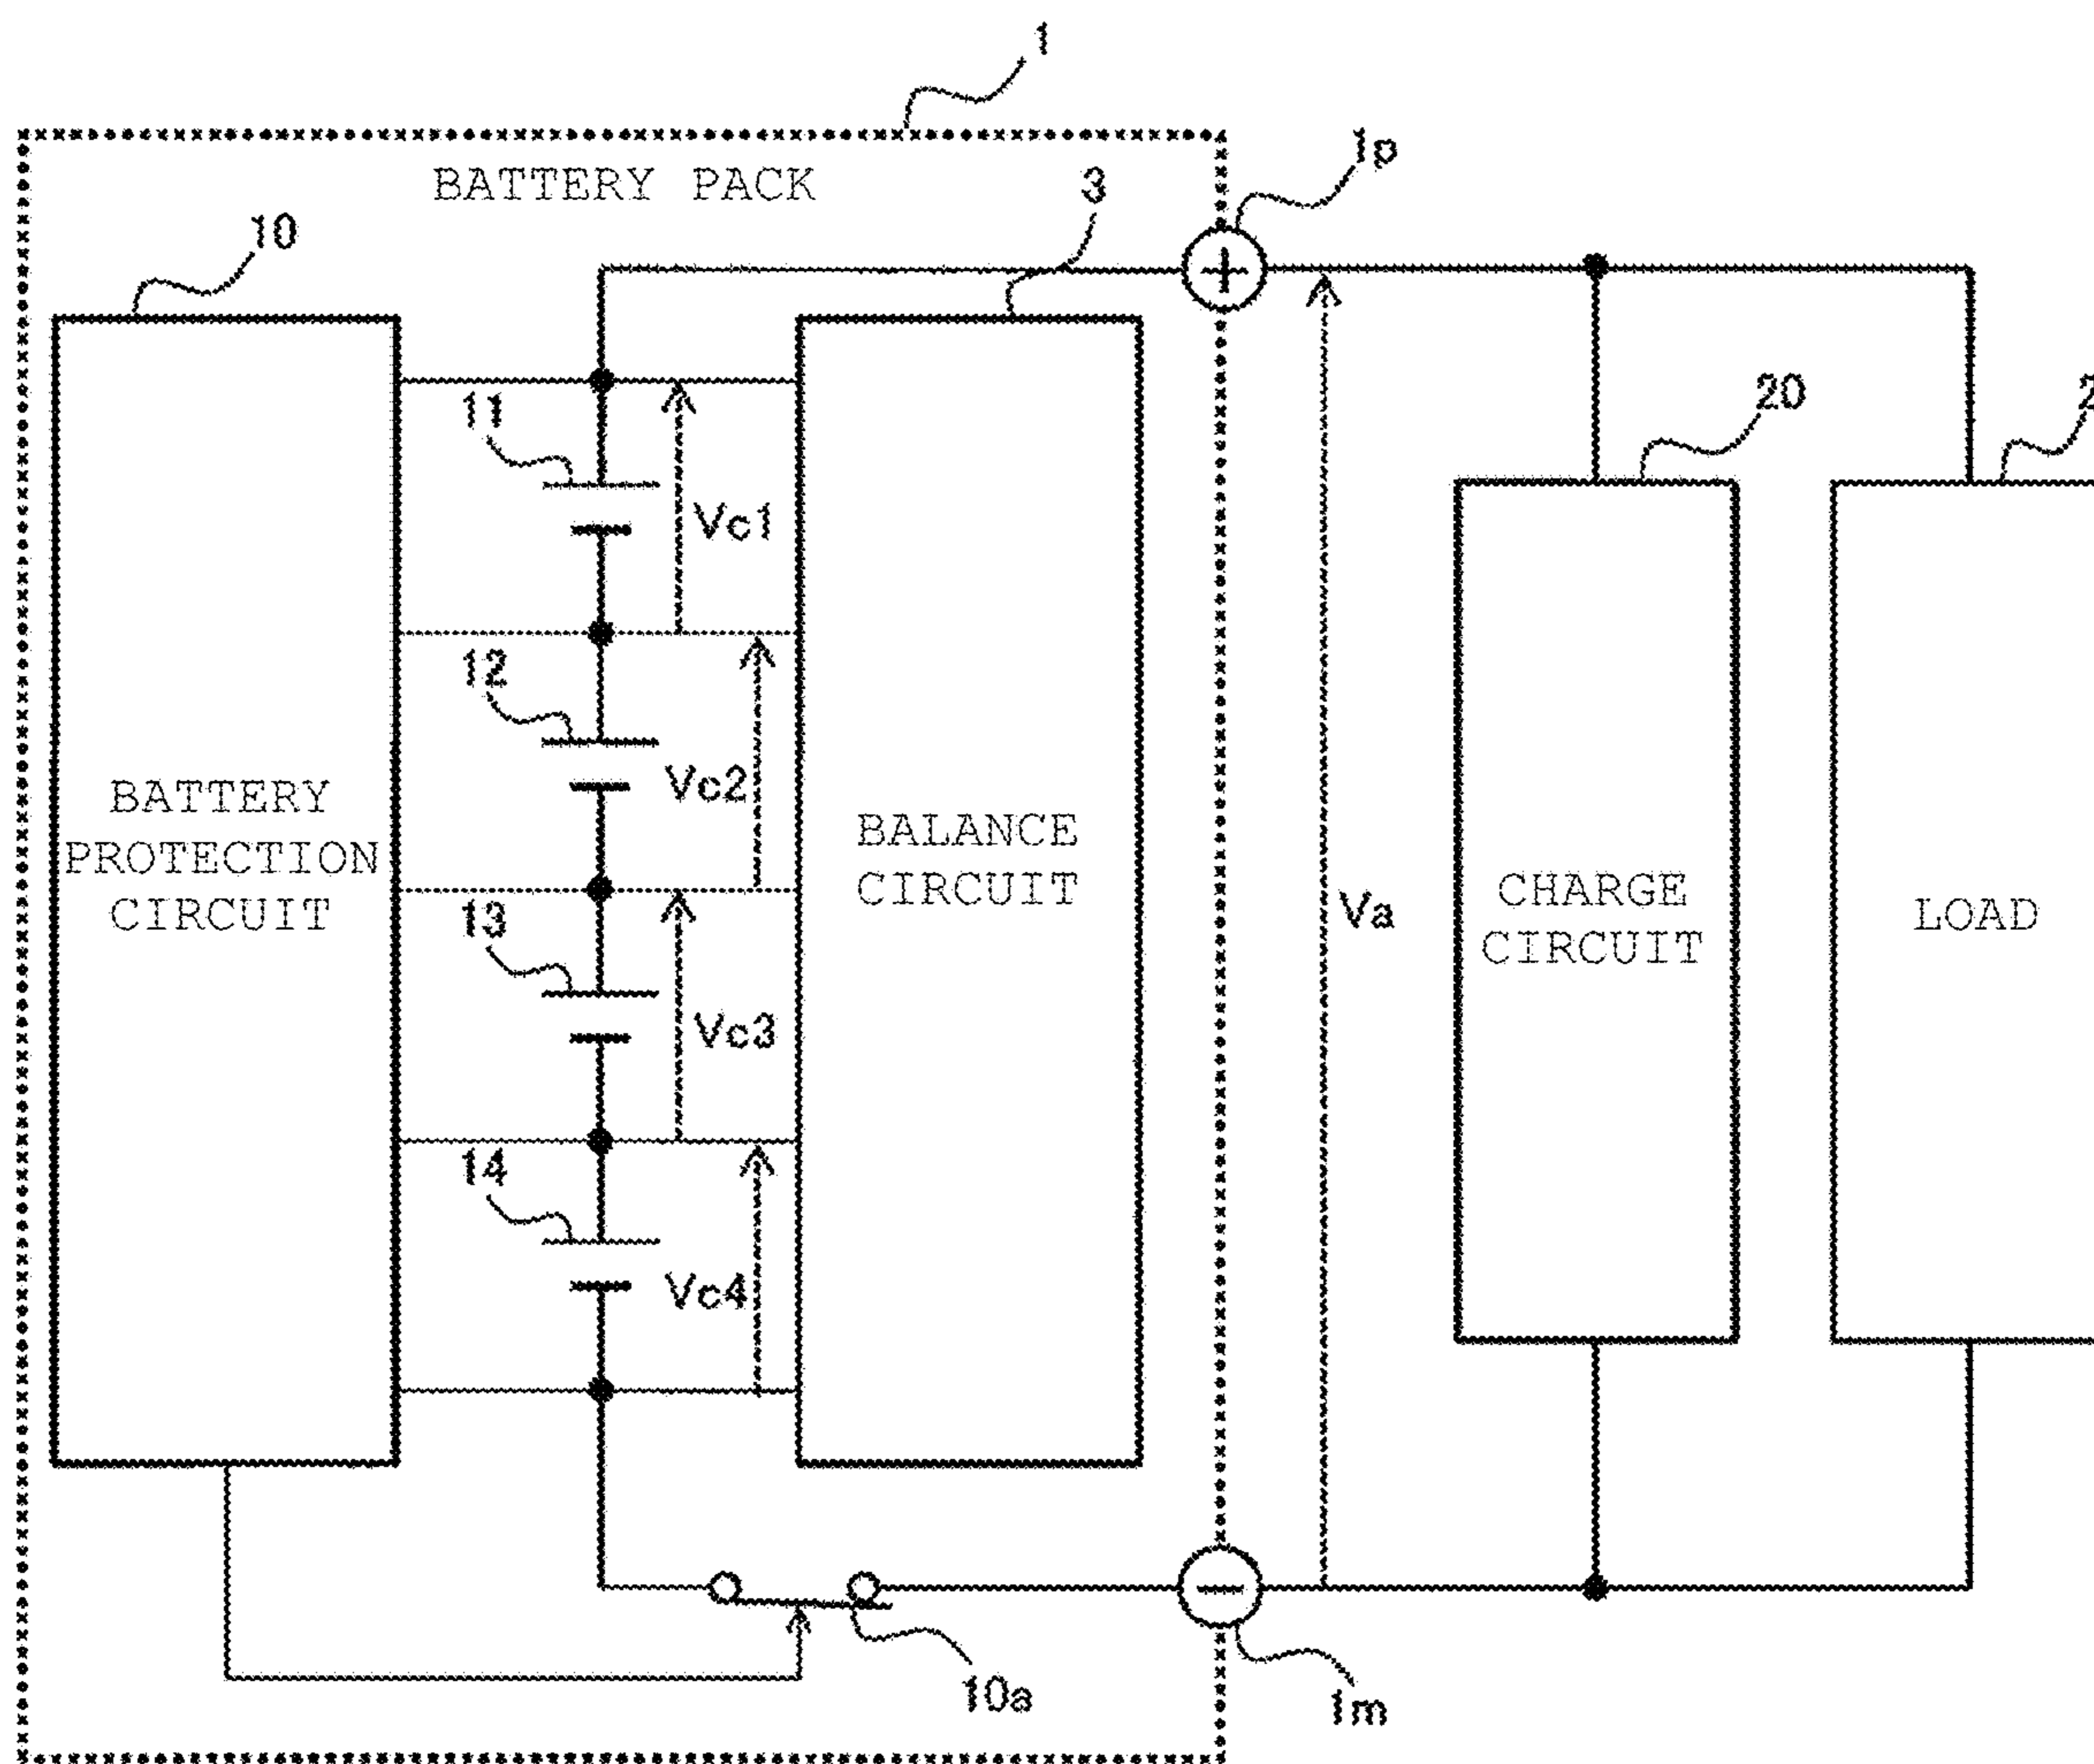 1
BATTERY PACK
1p
3
10
11
Vc1
20
2
12
Vc2
BATTERY
PROTECTION
CIRCUIT
BALANCE
CIRCUIT
13
Va
CHARGE
CIRCUIT
LOAD
Vc3
14
Vc4
10a
1m